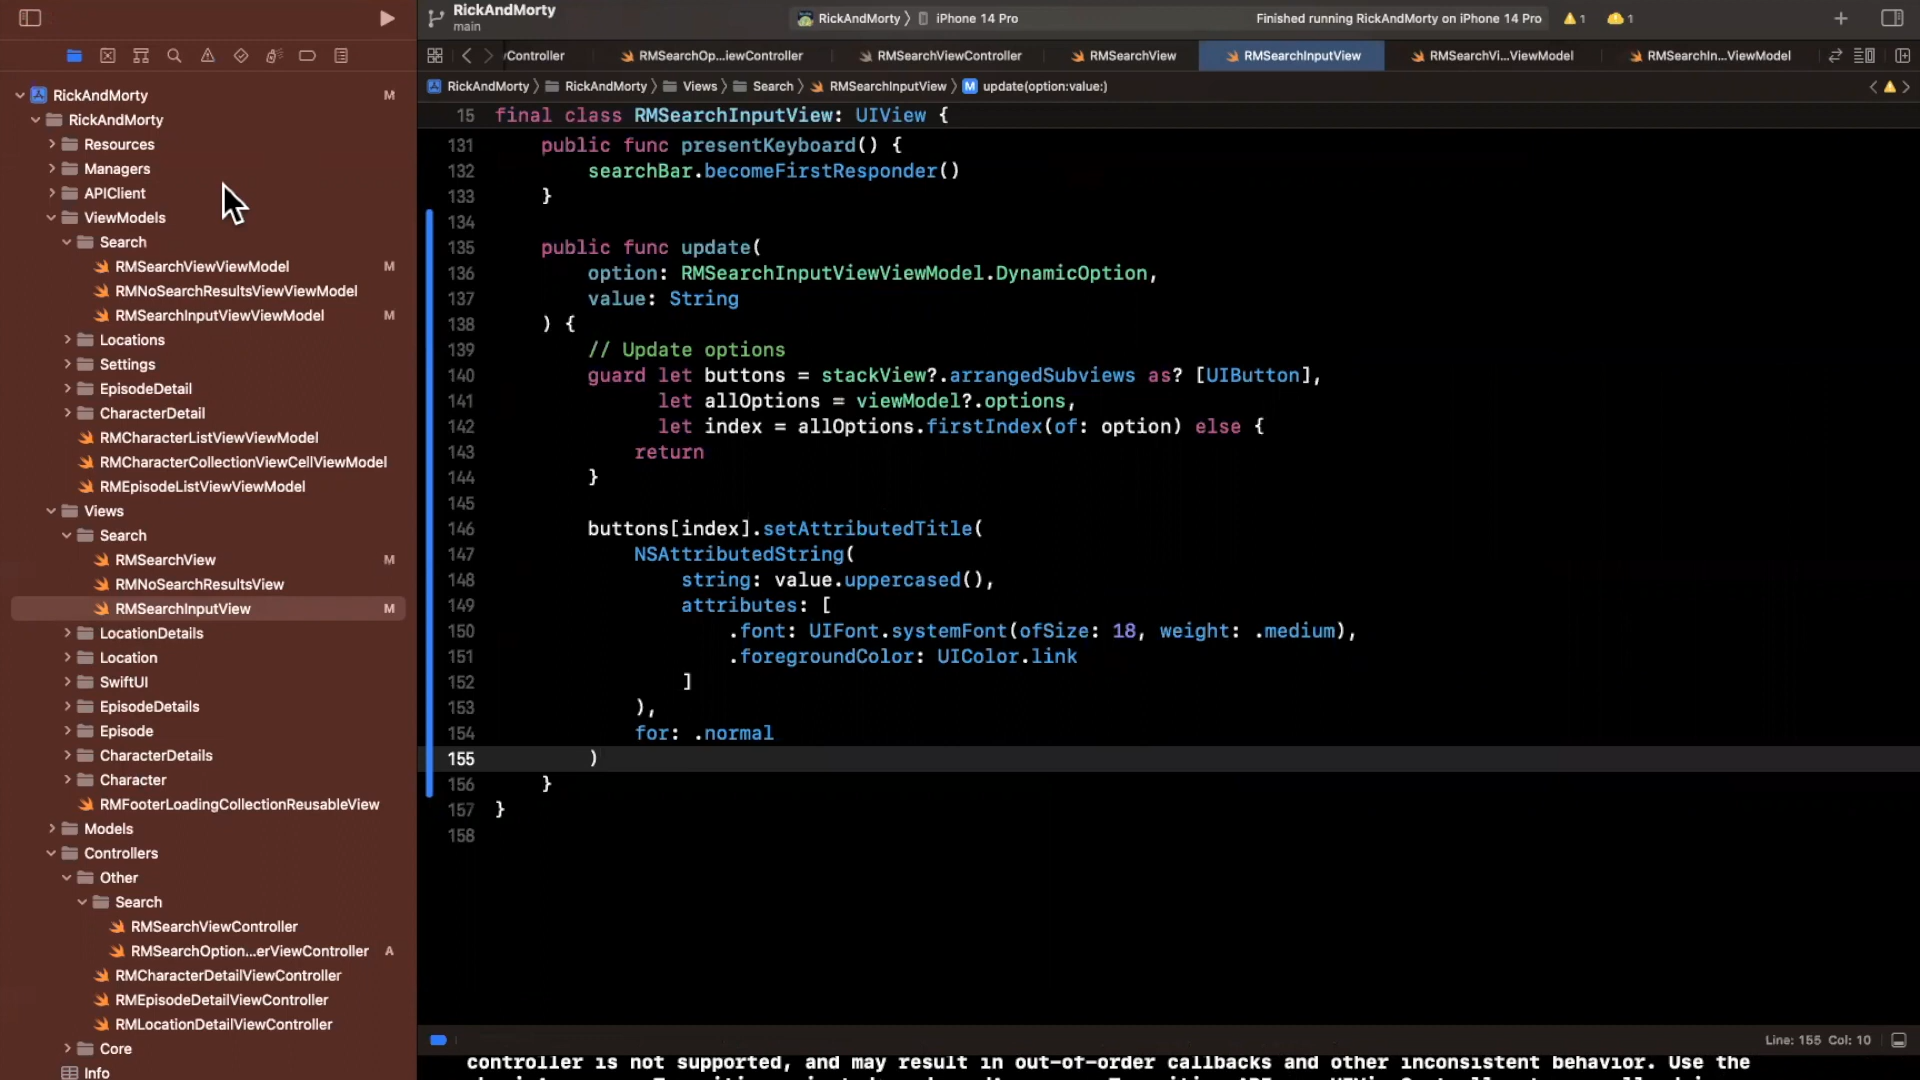 RickAndMorty
main
RickAndMorty
iPhone 14 Pro
Finished running RickAndMorty on iPhone 14 Pro
1
1
Controller
RMSearchOp...iewController
RMSearchViewController
RMSearchView
RMSearchInputView
RMSearchVi...ViewModel
RMSearchIn...ViewModel
RickAndMorty
RickAndMorty
Views
Search
RMSearchInputView
M
update(option:value:)
RickAndMorty M
RickAndMorty
Resources
Managers
APIClient
ViewModels
Search
RMSearchViewViewModel M
RMNoSearchResultsViewViewModel
RMSearchInputViewViewModel M
Locations
Settings
EpisodeDetail
CharacterDetail
RMCharacterListViewViewModel
RMCharacterCollectionViewCellViewModel
RMEpisodeListViewViewModel
Views
Search
RMSearchView M
RMNoSearchResultsView
RMSearchInputView M
LocationDetails
Location
SwiftUI
EpisodeDetails
Episode
CharacterDetails
Character
RMFooterLoadingCollectionReusableView
Models
Controllers
Other
Search
RMSearchViewController
RMSearchOption...erViewController A
RMCharacterDetailViewController
RMEpisodeDetailViewController
RMLocationDetailViewController
Core
Info
15 final class RMSearchInputView: UIView {
131 public func presentKeyboard() {
132 searchBar.becomeFirstResponder()
133 }
134
135 public func update(
136 option: RMSearchInputViewViewModel.DynamicOption,
137 value: String
138 ) {
139 // Update options
140 guard let buttons = stackView?.arrangedSubviews as? [UIButton],
141 let allOptions = viewModel?.options,
142 let index = allOptions.firstIndex(of: option) else {
143 return
144 }
145
146 buttons[index].setAttributedTitle(
147 NSAttributedString(
148 string: value.uppercased(),
149 attributes: [
150 .font: UIFont.systemFont(ofSize: 18, weight: .medium),
151 .foregroundColor: UIColor.link
152 ]
153 ),
154 for: .normal
155 )
156 }
157 }
158
Line: 155 Col: 10
controller is not supported, and may result in out-of-order callbacks and other inconsistent behavior. Use the